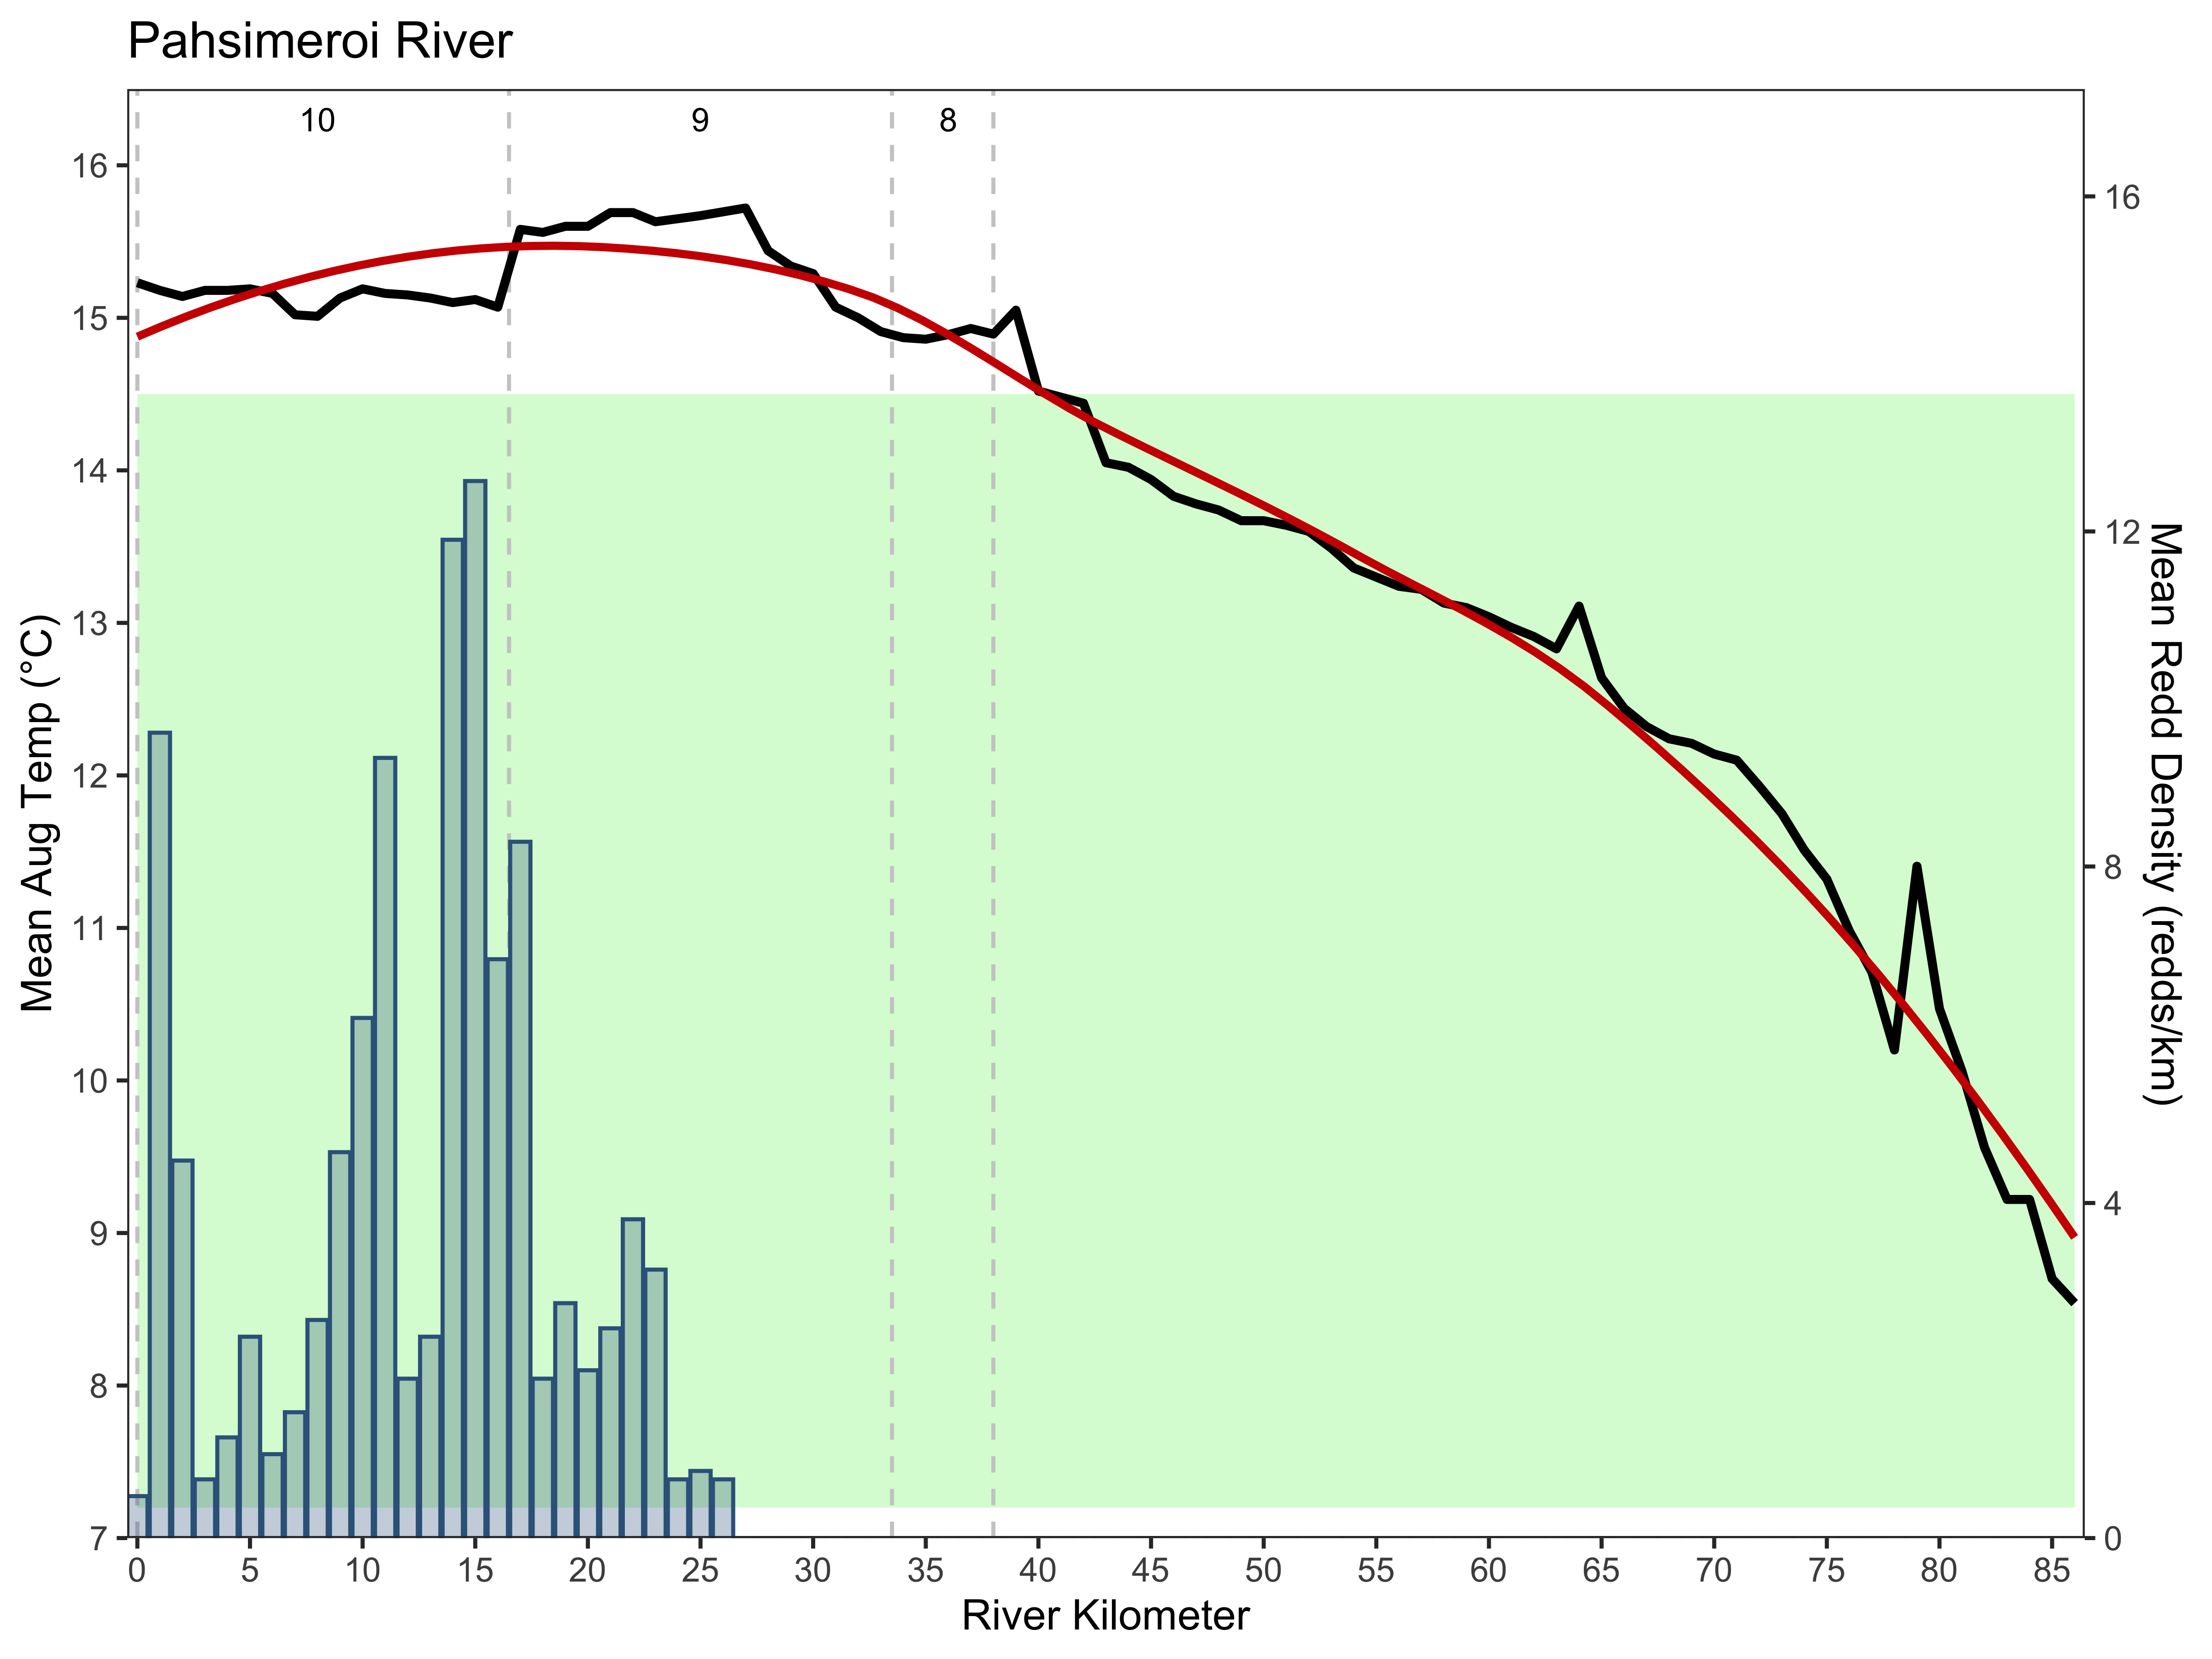 Pahsimeroi River
10 9 8
16
15
14
13
12
11
10
9
8
7
Mean Aug Temp (°C)
16
12
8
4
0
Mean Redd Density (redds/km)
0 5 10 15 20 25 30 35 40 45 50 55 60 65 70 75 80 85
River Kilometer